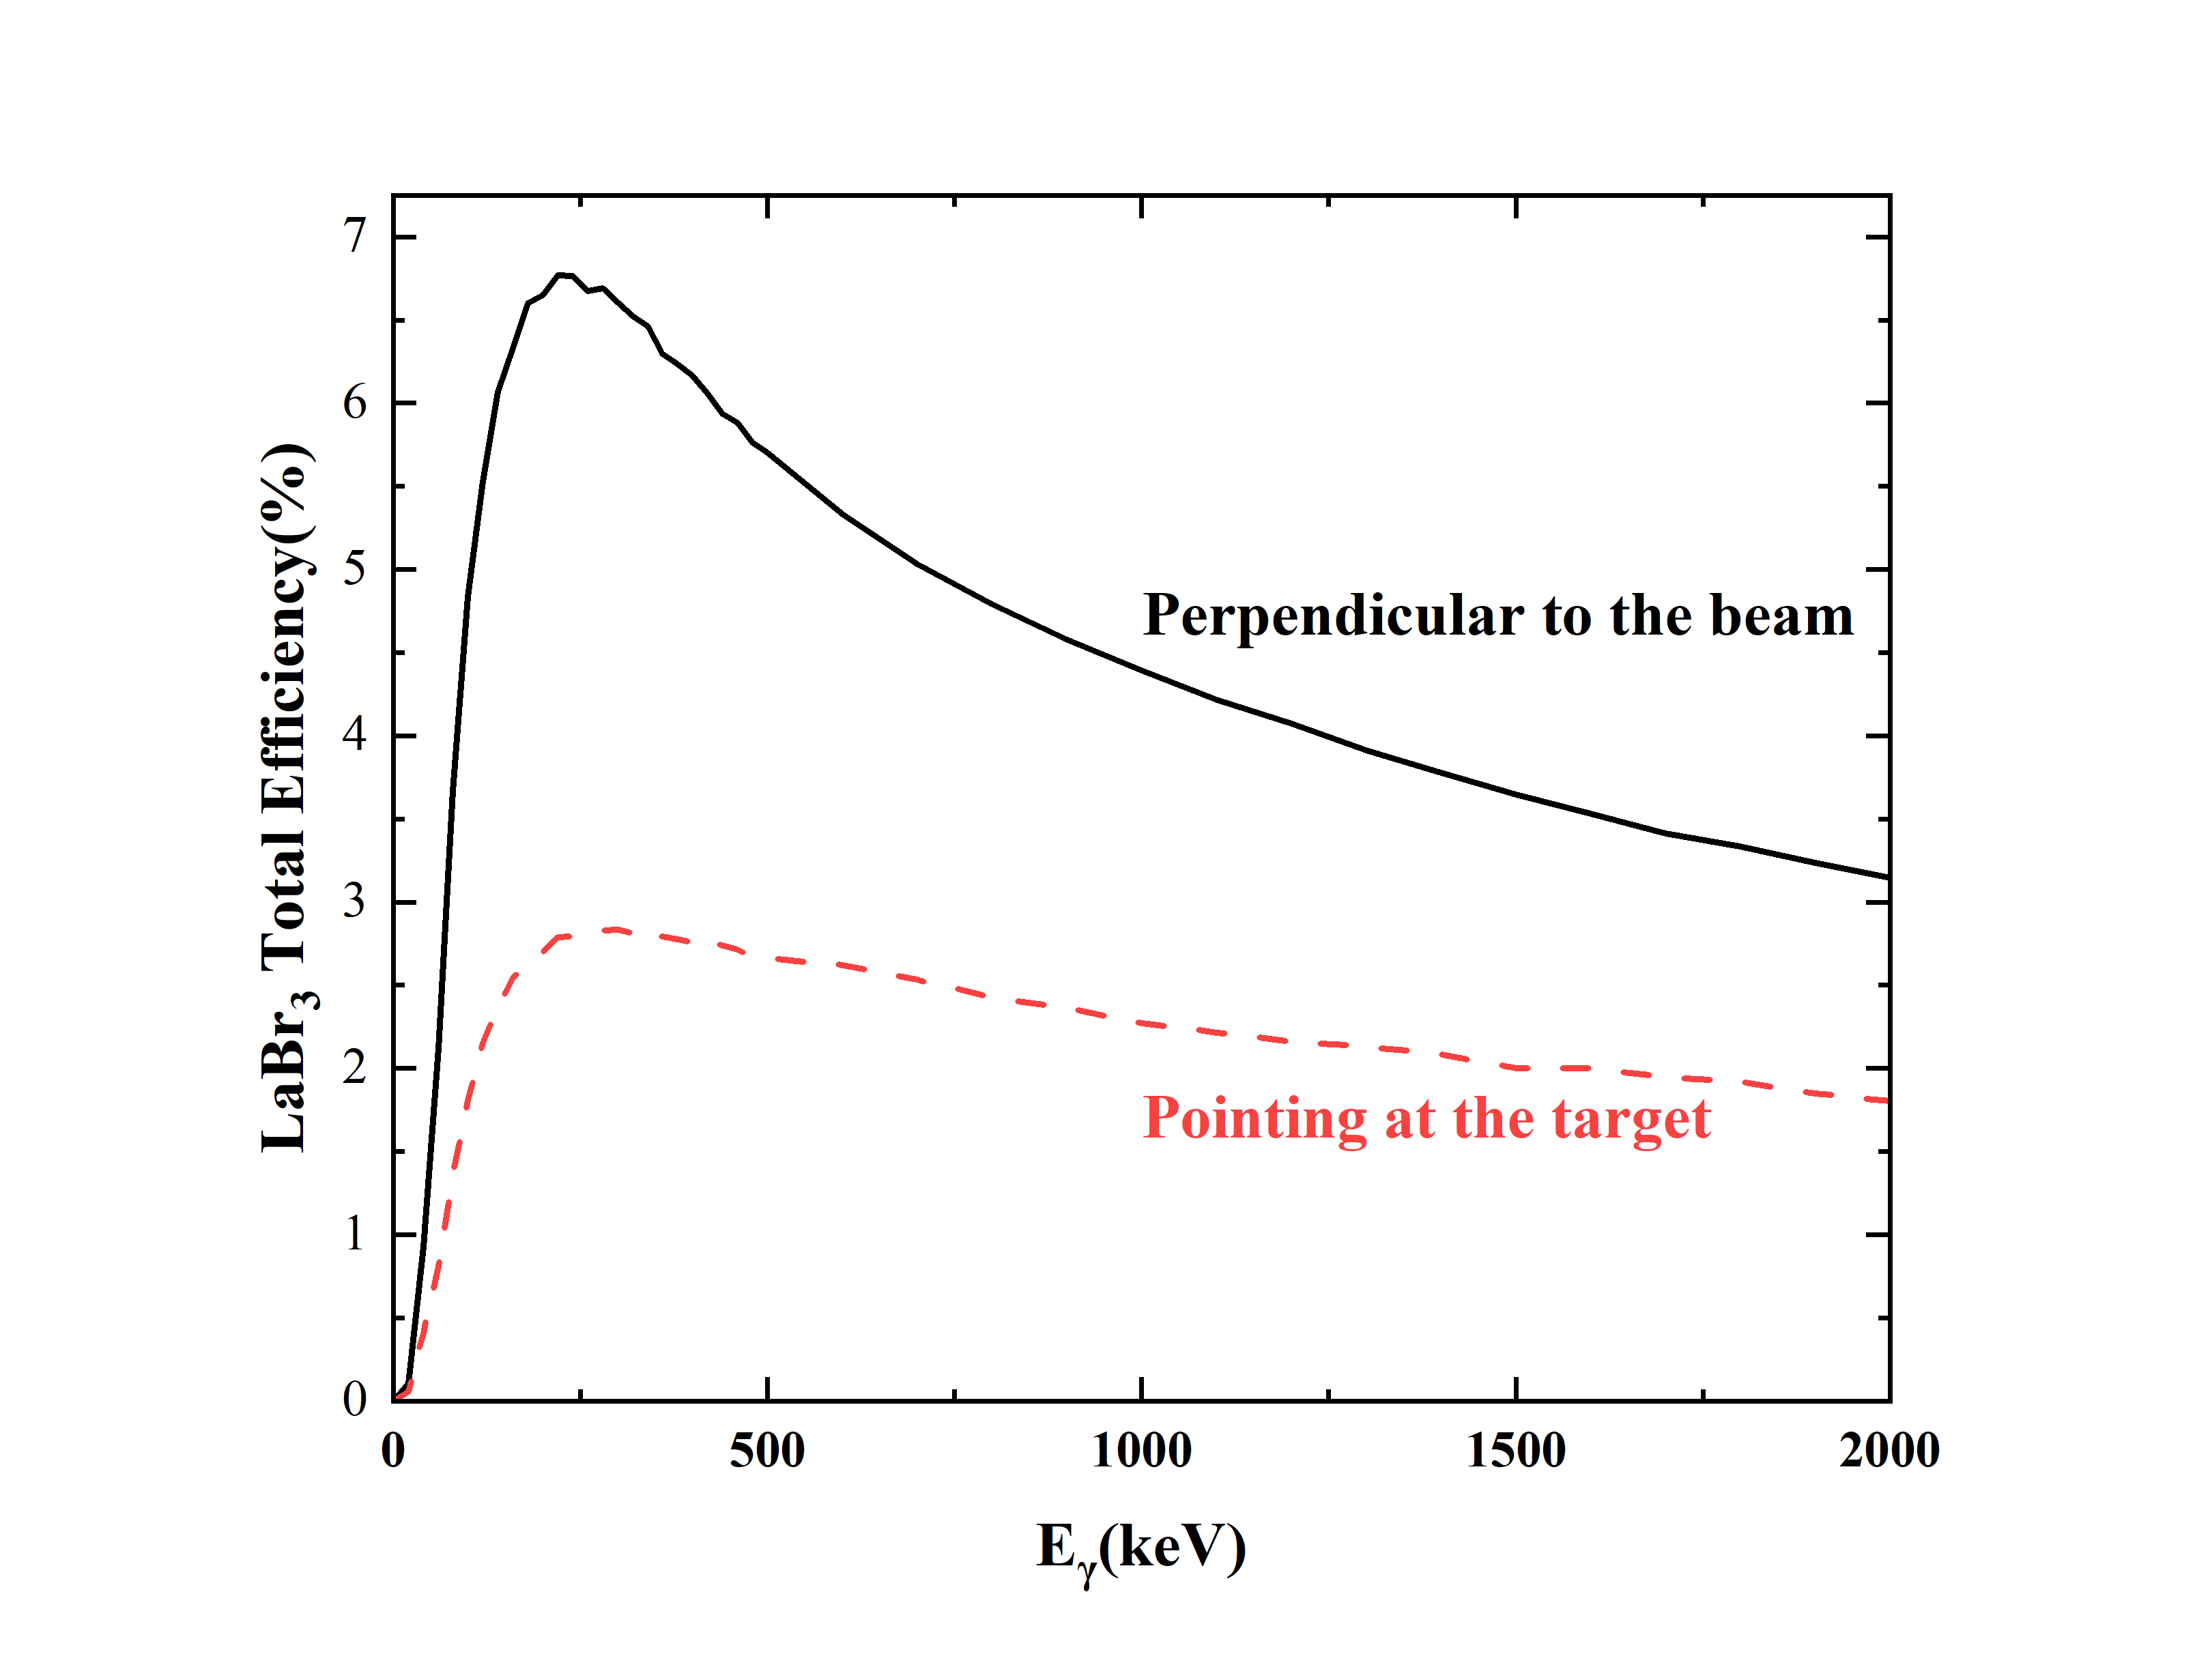 7
6
5
4
3
2
1
0
LaBr₃ Total Efficiency(%)
Perpendicular to the beam
Pointing at the target
0 500 1000 1500 2000
Eᵧ(keV)